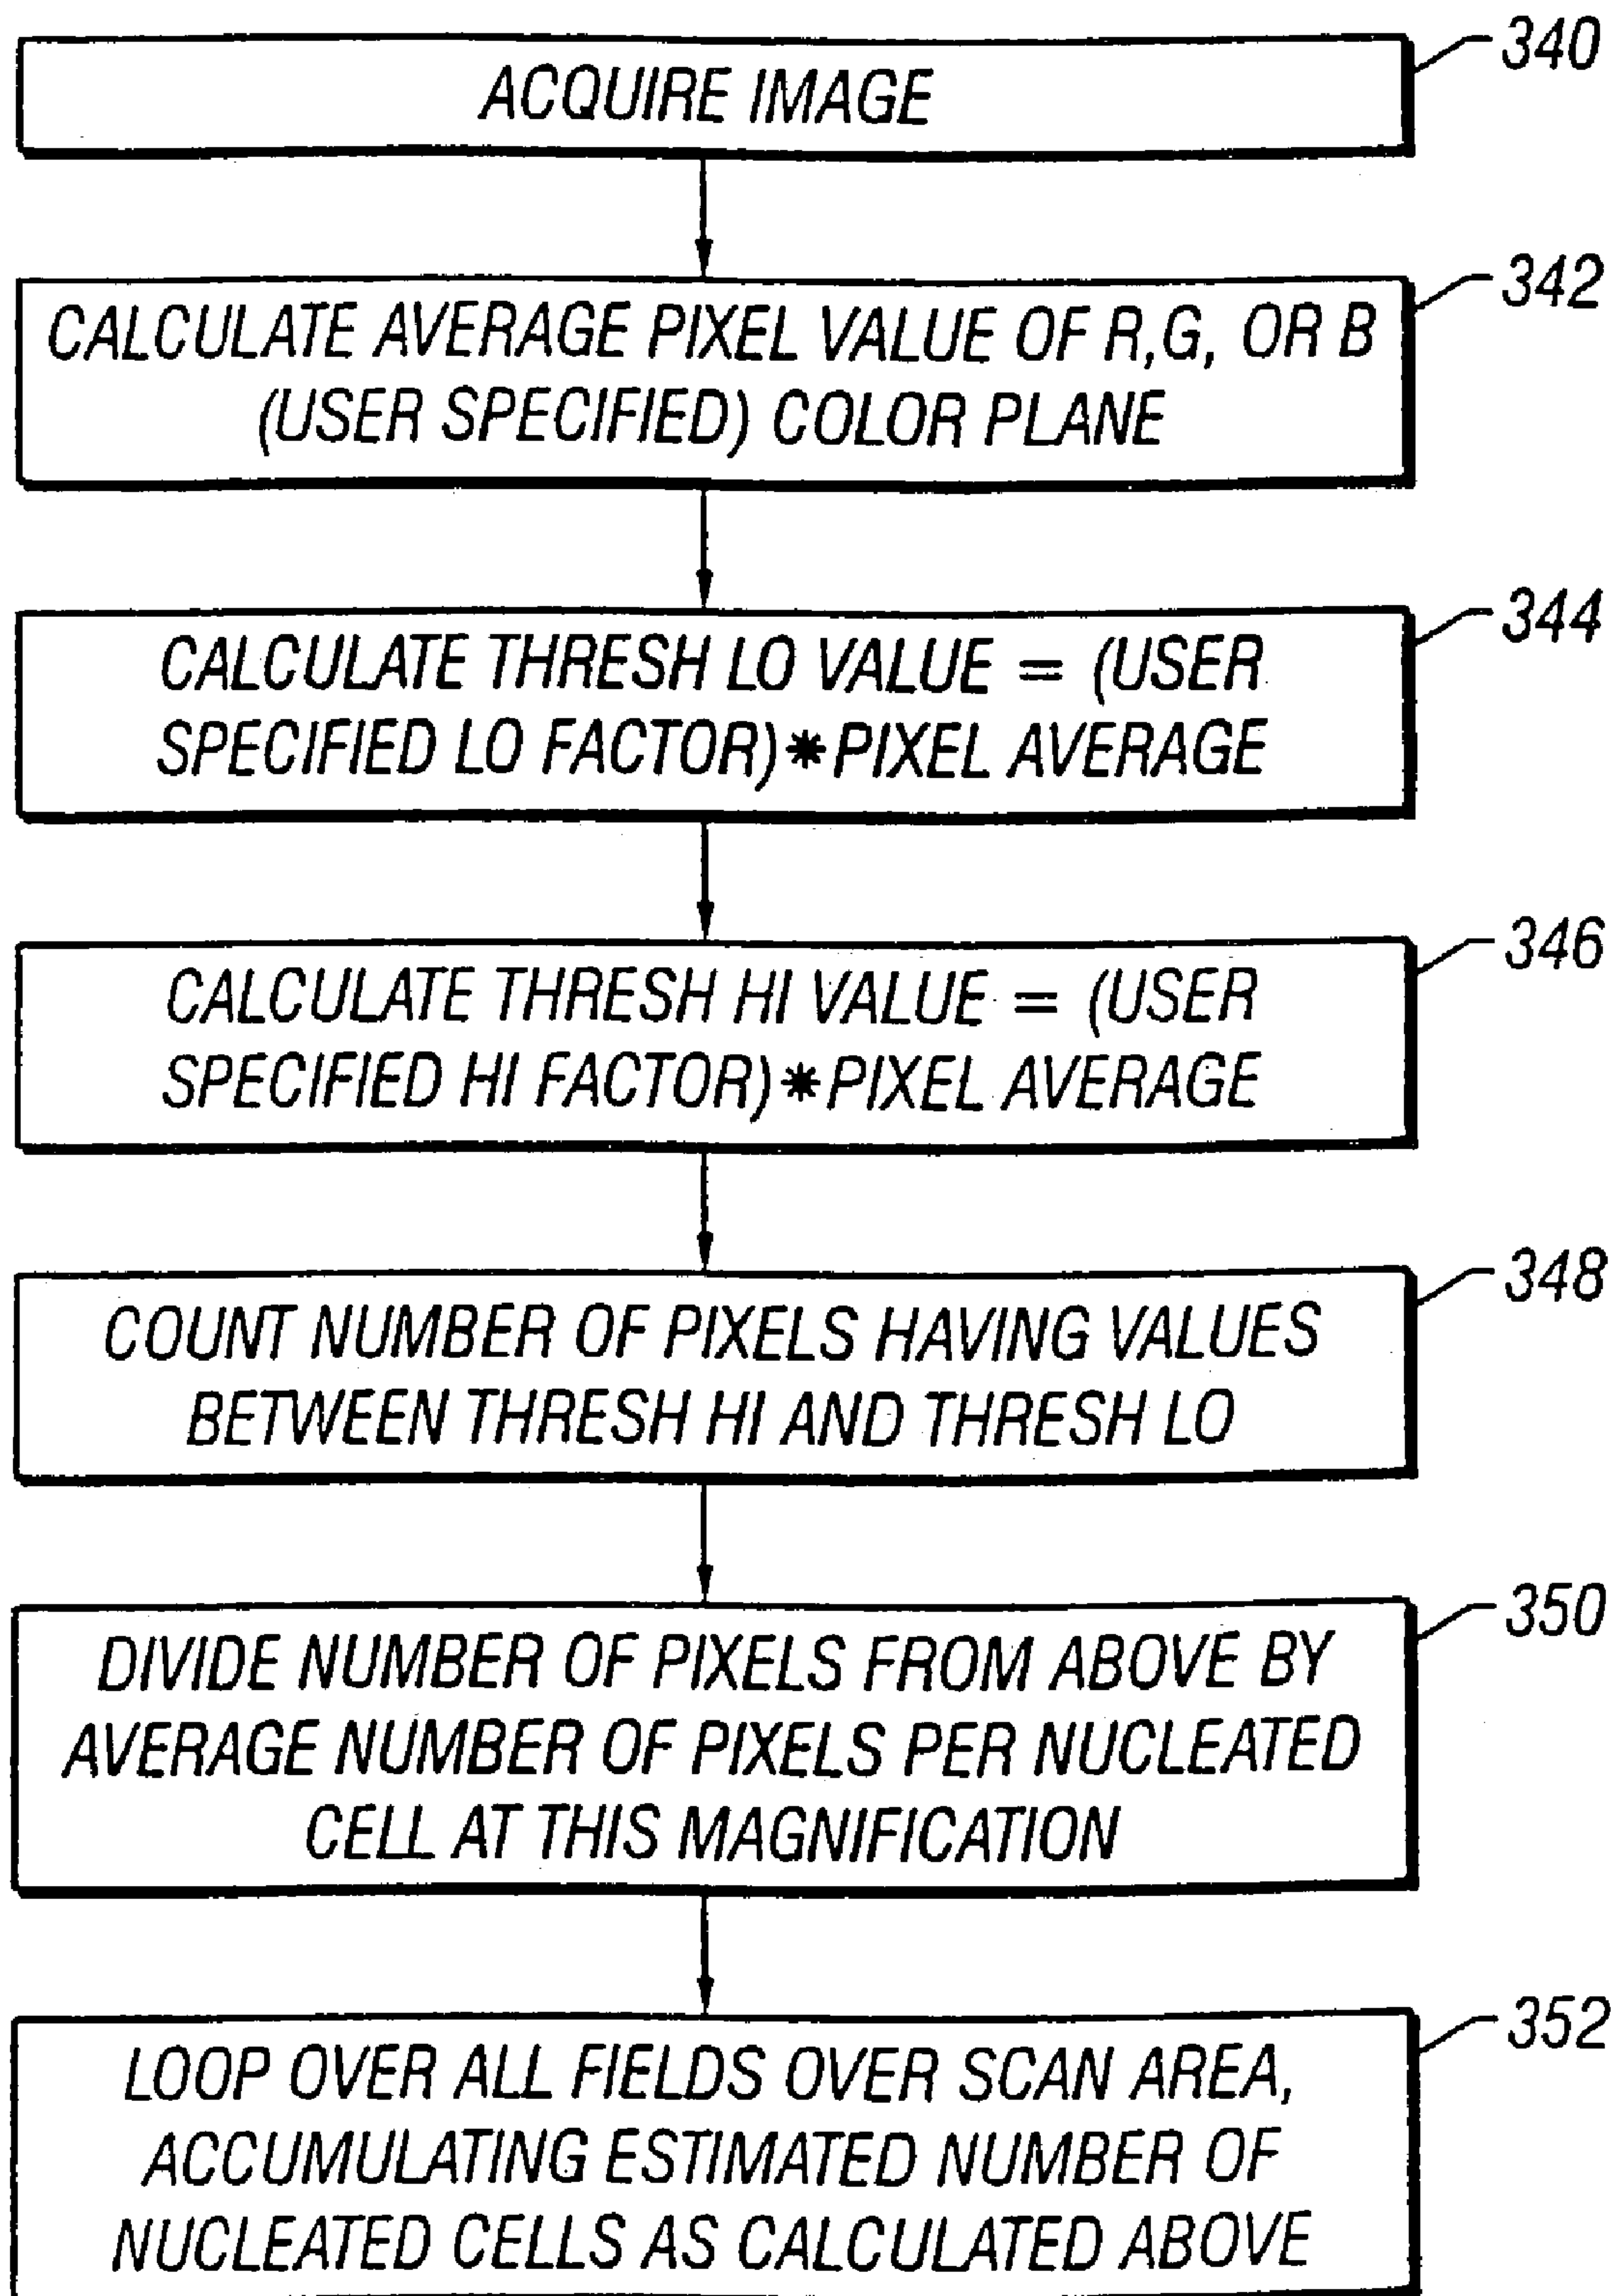 340
ACQUIRE IMAGE
342
CALCULATE AVERAGE PIXEL VALUE OF R,G, OR B
(USER SPECIFIED) COLOR PLANE
344
CALCULATE THRESH LO VALUE = (USER
SPECIFIED LO FACTOR)*PIXEL AVERAGE
346
CALCULATE THRESH HI VALUE = (USER
SPECIFIED HI FACTOR)*PIXEL AVERAGE
348
COUNT NUMBER OF PIXELS HAVING VALUES
BETWEEN THRESH HI AND THRESH LO
350
DIVIDE NUMBER OF PIXELS FROM ABOVE BY
AVERAGE NUMBER OF PIXELS PER NUCLEATED
CELL AT THIS MAGNIFICATION
352
LOOP OVER ALL FIELDS OVER SCAN AREA,
ACCUMULATING ESTIMATED NUMBER OF
NUCLEATED CELLS AS CALCULATED ABOVE